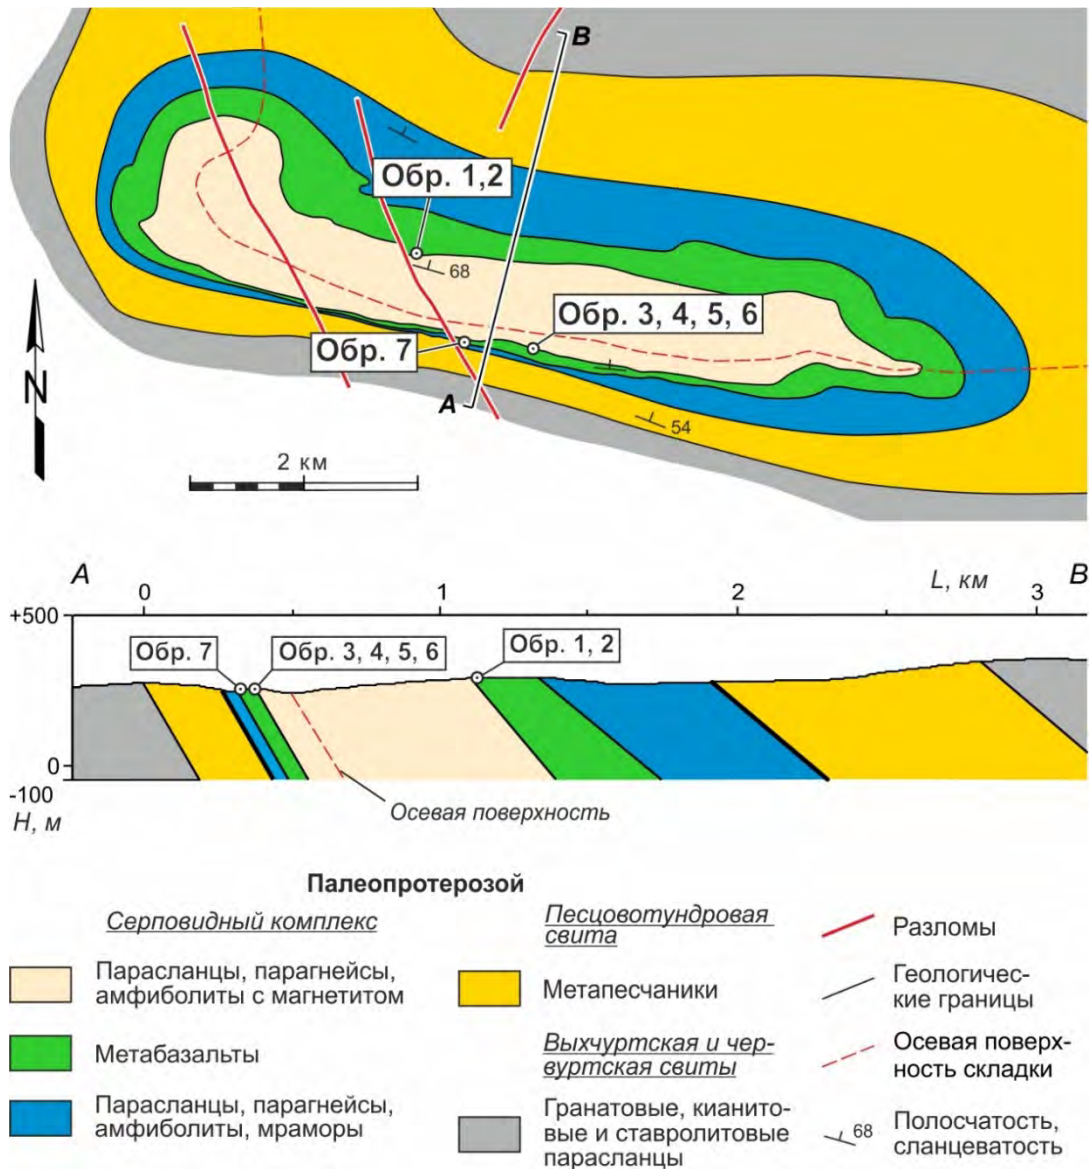 B
Обр. 1,2
68
Обр. 3, 4, 5, 6
Обр. 7
A
N
54
2 км
A
B
0
1
2
L, км
3
+500
Обр. 7
Обр. 3, 4, 5, 6
Обр. 1, 2
0
-100
H, м
Осевая поверхность
Палеопротерозой
Серповидный комплекс
Парасланцы, парагнейсы,
амфиболиты с магнетитом
Метабазальты
Парасланцы, парагнейсы,
амфиболиты, мраморы
Песцовотундровая
свита
Метапесчаники
Выхчуртская и чер-
вуртская свиты
Гранатовые, кианито-
вые и ставролитовые
парасланцы
Разломы
Геологичес-
кие границы
Осевая поверх-
ность складки
68
Полосчатость,
сланцеватость